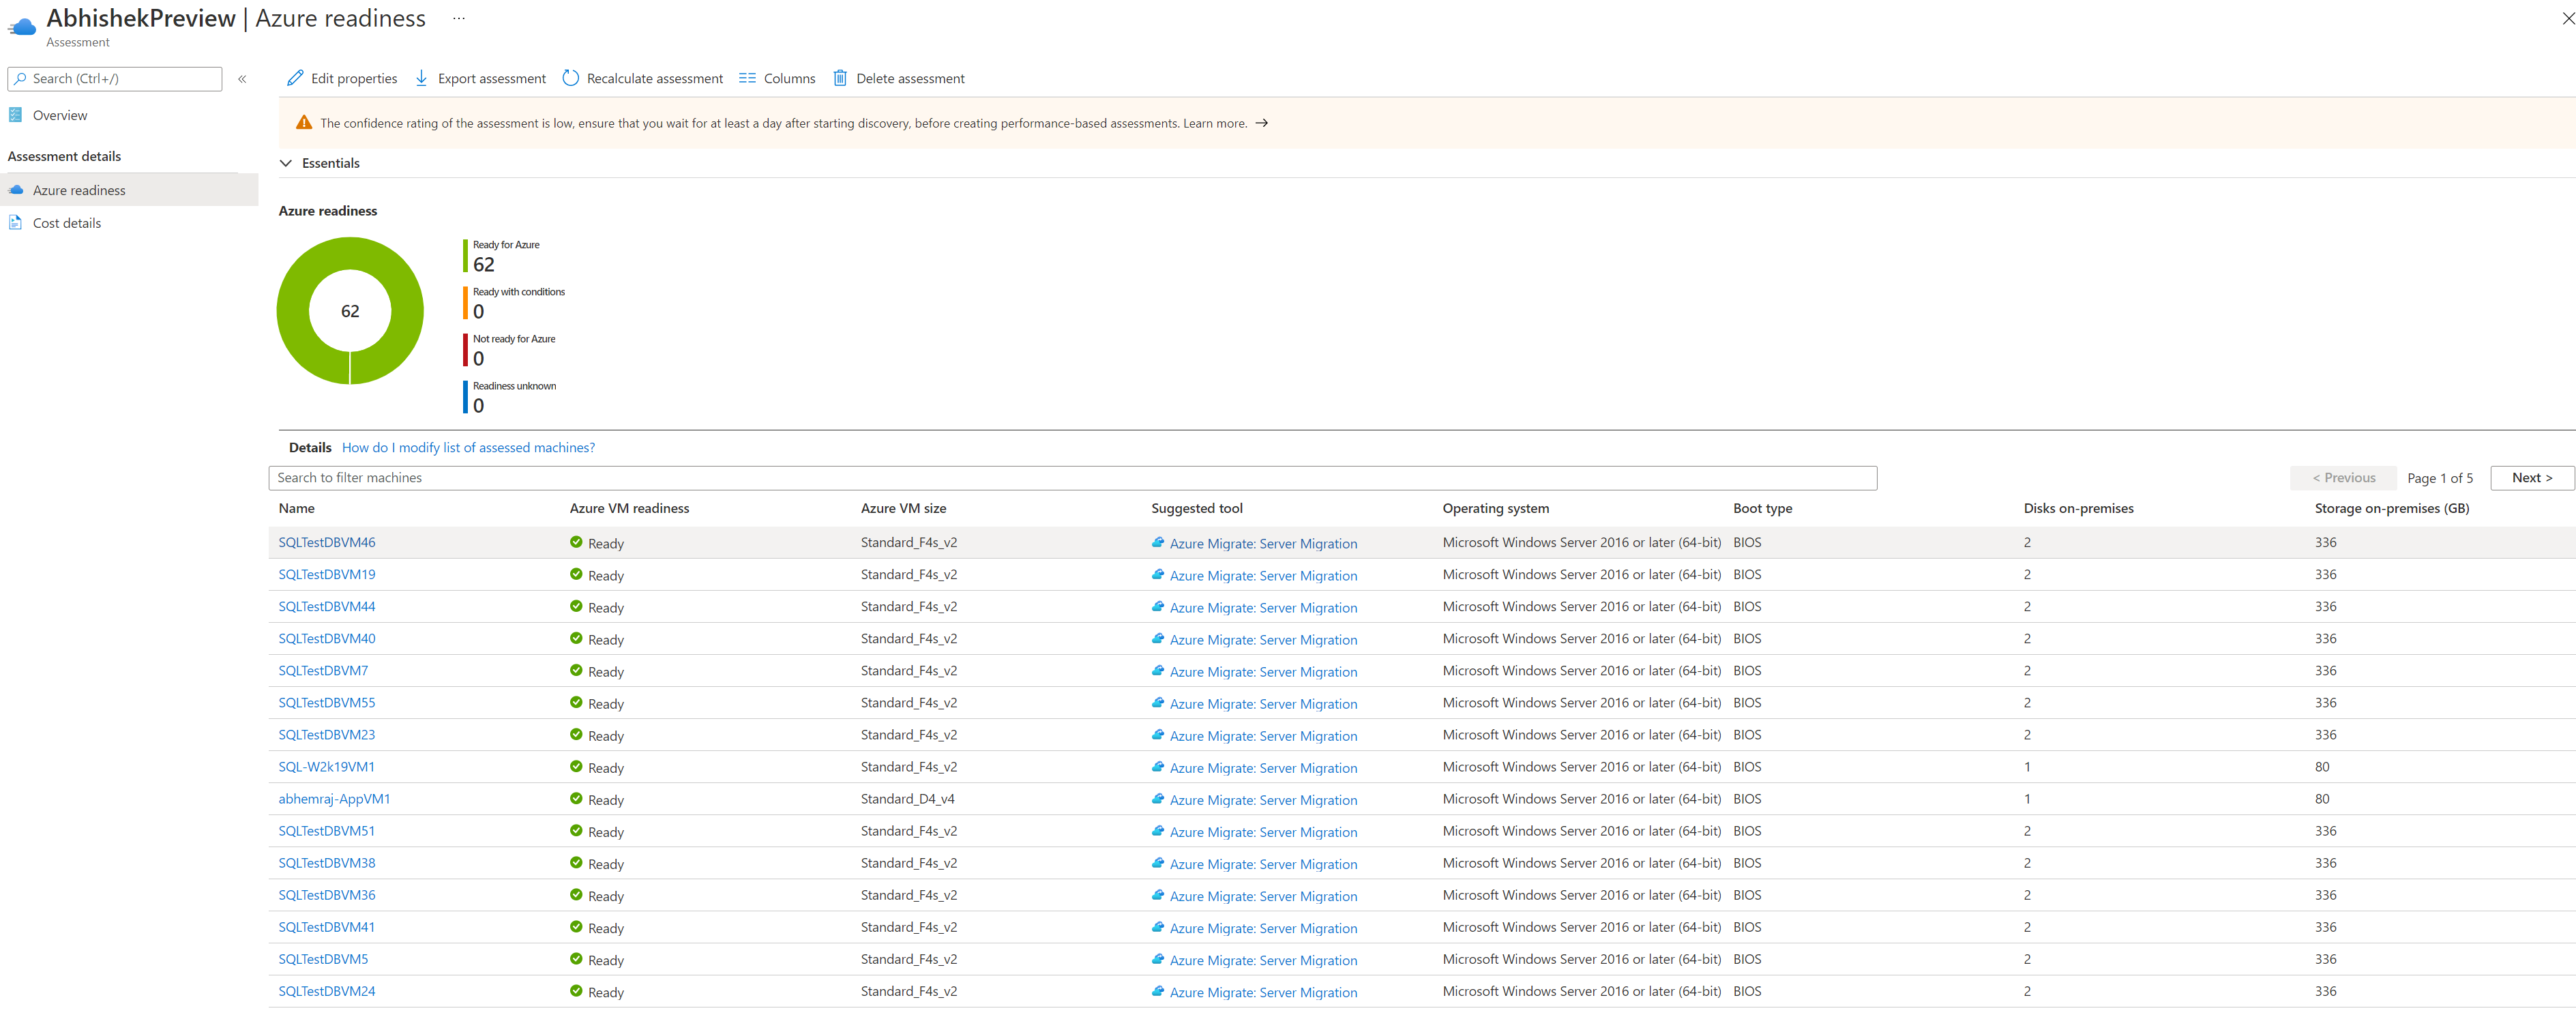 AbhishekPreview | Azure readiness ...
Assessment
Search (Ctrl+/) «
Overview
Assessment details
Azure readiness
Cost details
Edit properties Export assessment Recalculate assessment Columns Delete assessment
The confidence rating of the assessment is low, ensure that you wait for at least a day after starting discovery, before creating performance-based assessments. Learn more. →
Essentials
Azure readiness
62
Ready for Azure
62
Ready with conditions
0
Not ready for Azure
0
Readiness unknown
0
Details How do I modify list of assessed machines?
Search to filter machines < Previous Page 1 of 5 Next >
Name Azure VM readiness Azure VM size Suggested tool Operating system Boot type Disks on-premises Storage on-premises (GB)
SQLTestDBVM46 Ready Standard_F4s_v2 Azure Migrate: Server Migration Microsoft Windows Server 2016 or later (64-bit) BIOS 2 336
SQLTestDBVM19 Ready Standard_F4s_v2 Azure Migrate: Server Migration Microsoft Windows Server 2016 or later (64-bit) BIOS 2 336
SQLTestDBVM44 Ready Standard_F4s_v2 Azure Migrate: Server Migration Microsoft Windows Server 2016 or later (64-bit) BIOS 2 336
SQLTestDBVM40 Ready Standard_F4s_v2 Azure Migrate: Server Migration Microsoft Windows Server 2016 or later (64-bit) BIOS 2 336
SQLTestDBVM7 Ready Standard_F4s_v2 Azure Migrate: Server Migration Microsoft Windows Server 2016 or later (64-bit) BIOS 2 336
SQLTestDBVM55 Ready Standard_F4s_v2 Azure Migrate: Server Migration Microsoft Windows Server 2016 or later (64-bit) BIOS 2 336
SQLTestDBVM23 Ready Standard_F4s_v2 Azure Migrate: Server Migration Microsoft Windows Server 2016 or later (64-bit) BIOS 2 336
SQL-W2k19VM1 Ready Standard_F4s_v2 Azure Migrate: Server Migration Microsoft Windows Server 2016 or later (64-bit) BIOS 1 80
abhemraj-AppVM1 Ready Standard_D4_v4 Azure Migrate: Server Migration Microsoft Windows Server 2016 or later (64-bit) BIOS 1 80
SQLTestDBVM51 Ready Standard_F4s_v2 Azure Migrate: Server Migration Microsoft Windows Server 2016 or later (64-bit) BIOS 2 336
SQLTestDBVM38 Ready Standard_F4s_v2 Azure Migrate: Server Migration Microsoft Windows Server 2016 or later (64-bit) BIOS 2 336
SQLTestDBVM36 Ready Standard_F4s_v2 Azure Migrate: Server Migration Microsoft Windows Server 2016 or later (64-bit) BIOS 2 336
SQLTestDBVM41 Ready Standard_F4s_v2 Azure Migrate: Server Migration Microsoft Windows Server 2016 or later (64-bit) BIOS 2 336
SQLTestDBVM5 Ready Standard_F4s_v2 Azure Migrate: Server Migration Microsoft Windows Server 2016 or later (64-bit) BIOS 2 336
SQLTestDBVM24 Ready Standard_F4s_v2 Azure Migrate: Server Migration Microsoft Windows Server 2016 or later (64-bit) BIOS 2 336